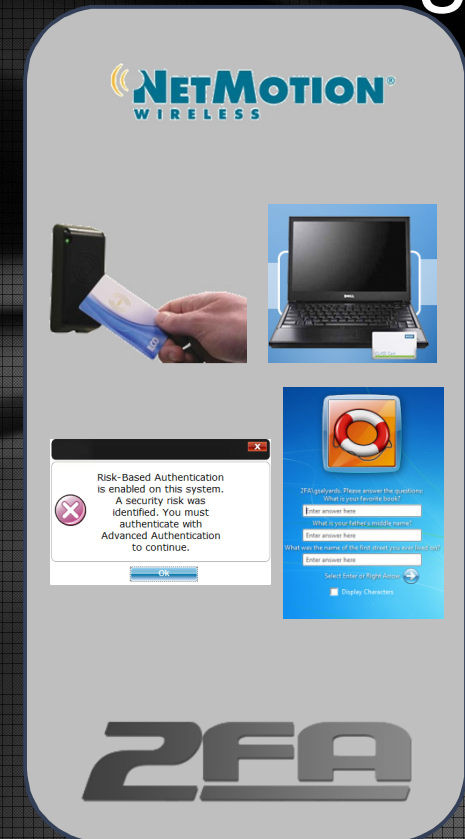 NETMOTION®
WIRELESS
ECO
DELL
X
Risk-Based Authentication
is enabled on this system.
A security risk was
identified. You must
authenticate with
Advanced Authentication
to continue.
Ok
2FA\gsalyards. Please answer the questions:
What is your favorite book?
Enter answer here
What is your father's middle name?
Enter answer here
What was the name of the first street you ever lived on?
Enter answer here
Select Enter of Right Arrow
Display Characters
2FA